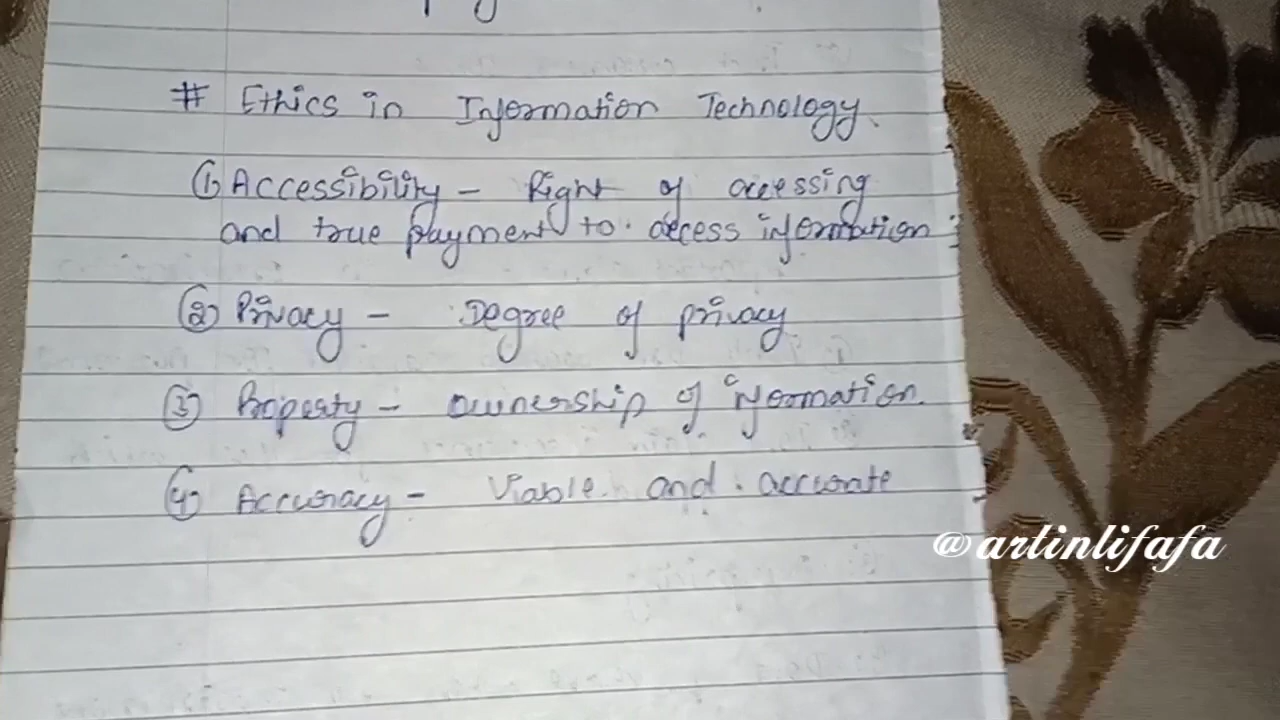 # Ethics in Information Technology.
① Accessibility - Right of accessing
and true payment to access information
② Privacy - Degree of privacy
③ Property - ownership of information.
④ Accuracy - Viable and accurate
@artinlifafa